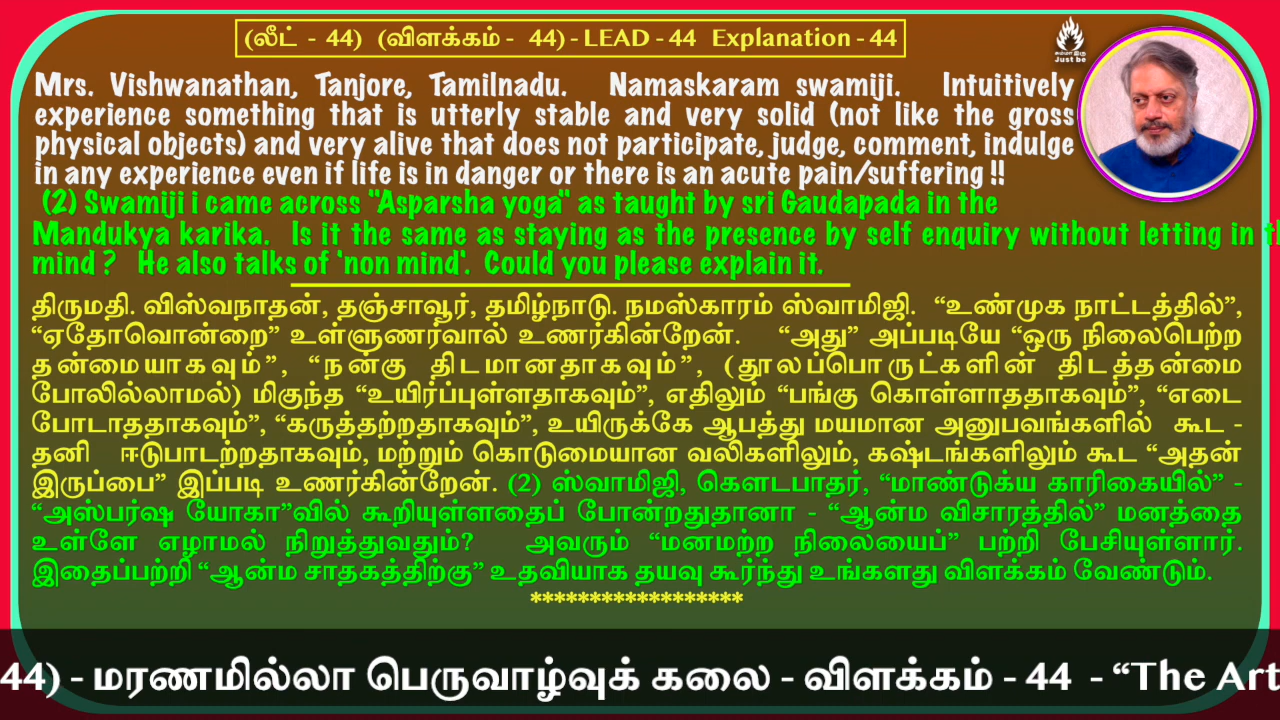 (லீட் - 44) (விளக்கம் - 44) - LEAD - 44 Explanation - 44
சும்மா இரு
Just be
Mrs. Vishwanathan, Tanjore, Tamilnadu. Namaskaram swamiji. Intuitively
experience something that is utterly stable and very solid (not like the gross
physical objects) and very alive that does not participate, judge, comment, indulge
in any experience even if life is in danger or there is an acute pain/suffering !!
(2) Swamiji i came across "Asparsha yoga" as taught by sri Gaudapada in the
Mandukya karika. Is it the same as staying as the presence by self enquiry without letting in
mind ? He also talks of 'non mind'. Could you please explain it.
திருமதி. விஸ்வநாதன், தஞ்சாவூர், தமிழ்நாடு. நமஸ்காரம் ஸ்வாமிஜி. “உண்முக நாட்டத்தில்”,
“ஏதோவொன்றை” உள்ளுணர்வால் உணர்கின்றேன். “அது” அப்படியே “ஒரு நிலைபெற்ற
தன்மையாகவும்”, “நன்கு திடமானதாகவும்”, (தூலப்பொருட்களின் திடத்தன்மை
போலில்லாமல்) மிகுந்த “உயிர்ப்புள்ளதாகவும்”, எதிலும் “பங்கு கொள்ளாததாகவும்”, “எடை
போடாததாகவும்”, “கருத்தற்றதாகவும்”, உயிருக்கே ஆபத்து மயமான அனுபவங்களில் கூட -
தனி ஈடுபாடற்றதாகவும், மற்றும் கொடுமையான வலிகளிலும், கஷ்டங்களிலும் கூட “அதன்
இருப்பை” இப்படி உணர்கின்றேன். (2) ஸ்வாமிஜி, கௌடபாதர், “மாண்டுக்ய காரிகையில்” -
“அஸ்பர்ஷ யோகா”வில் கூறியுள்ளதைப் போன்றதுதானா - “ஆன்ம விசாரத்தில்” மனத்தை
உள்ளே எழாமல் நிறுத்துவதும்? அவரும் “மனமற்ற நிலையைப்” பற்றி பேசியுள்ளார்.
இதைப்பற்றி “ஆன்ம சாதகத்திற்கு” உதவியாக தயவு கூர்ந்து உங்களது விளக்கம் வேண்டும்.
******************
44) - மரணமில்லா பெருவாழ்வுக் கலை - விளக்கம் - 44 - “The Art